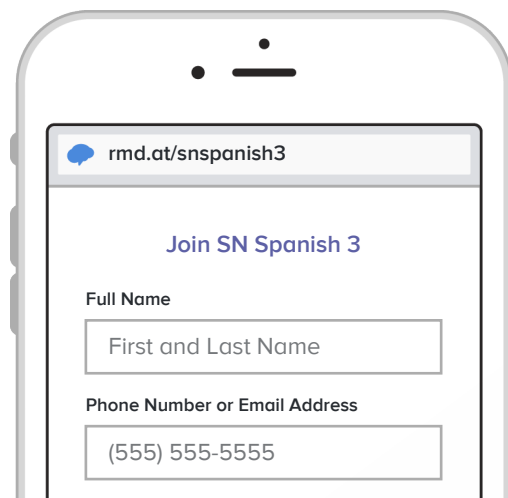 rmd.at/snspanish3
Join SN Spanish 3
Full Name
First and Last Name
Phone Number or Email Address
(555) 555-5555